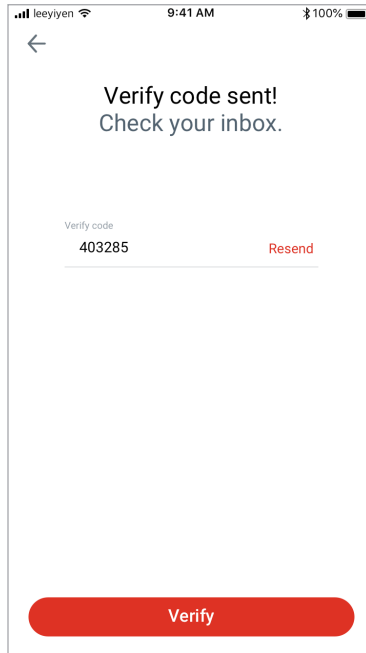 leeyiyen 9:41 AM 100%
Verify code sent!
Check your inbox.
Verify code
403285 Resend
Verify